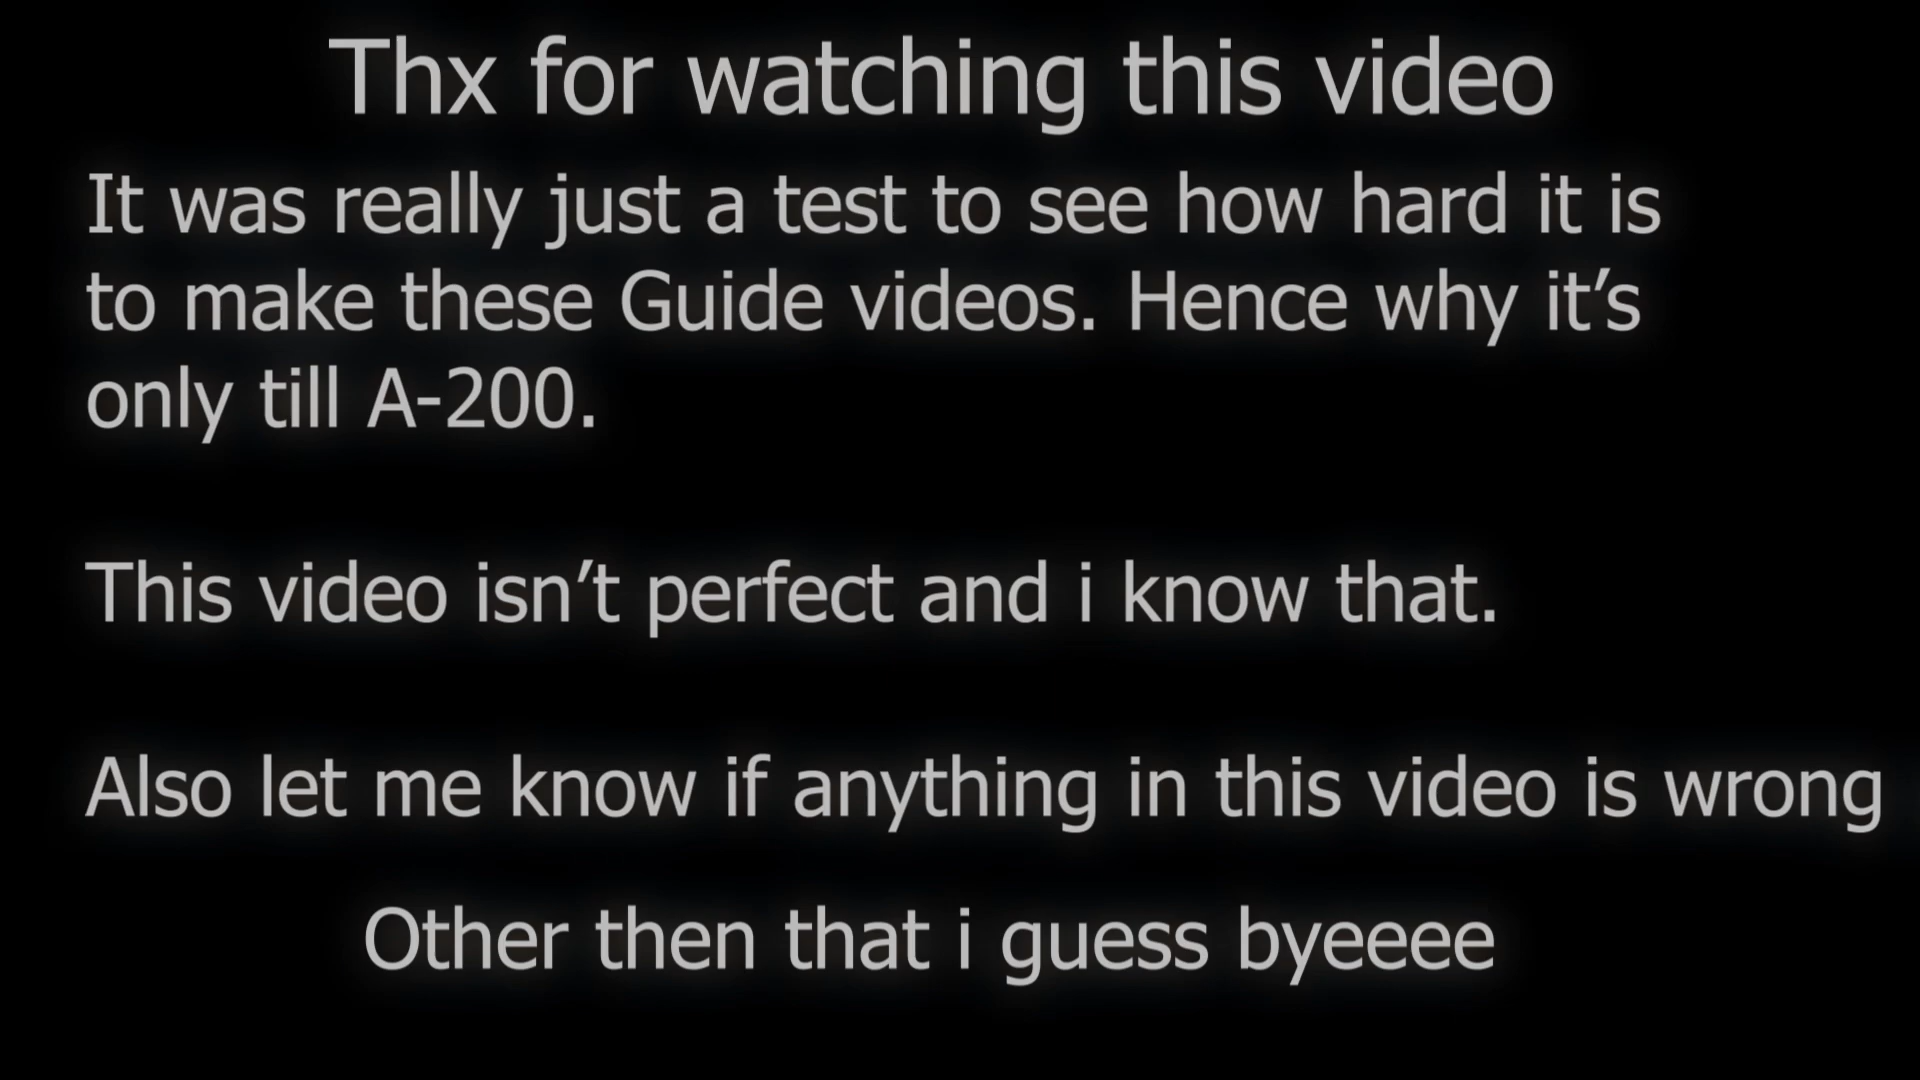 Thx for watching this video
It was really just a test to see how hard it is
to make these Guide videos. Hence why it’s
only till A-200.
This video isn’t perfect and i know that.
Also let me know if anything in this video is wrong
Other then that i guess byeeee